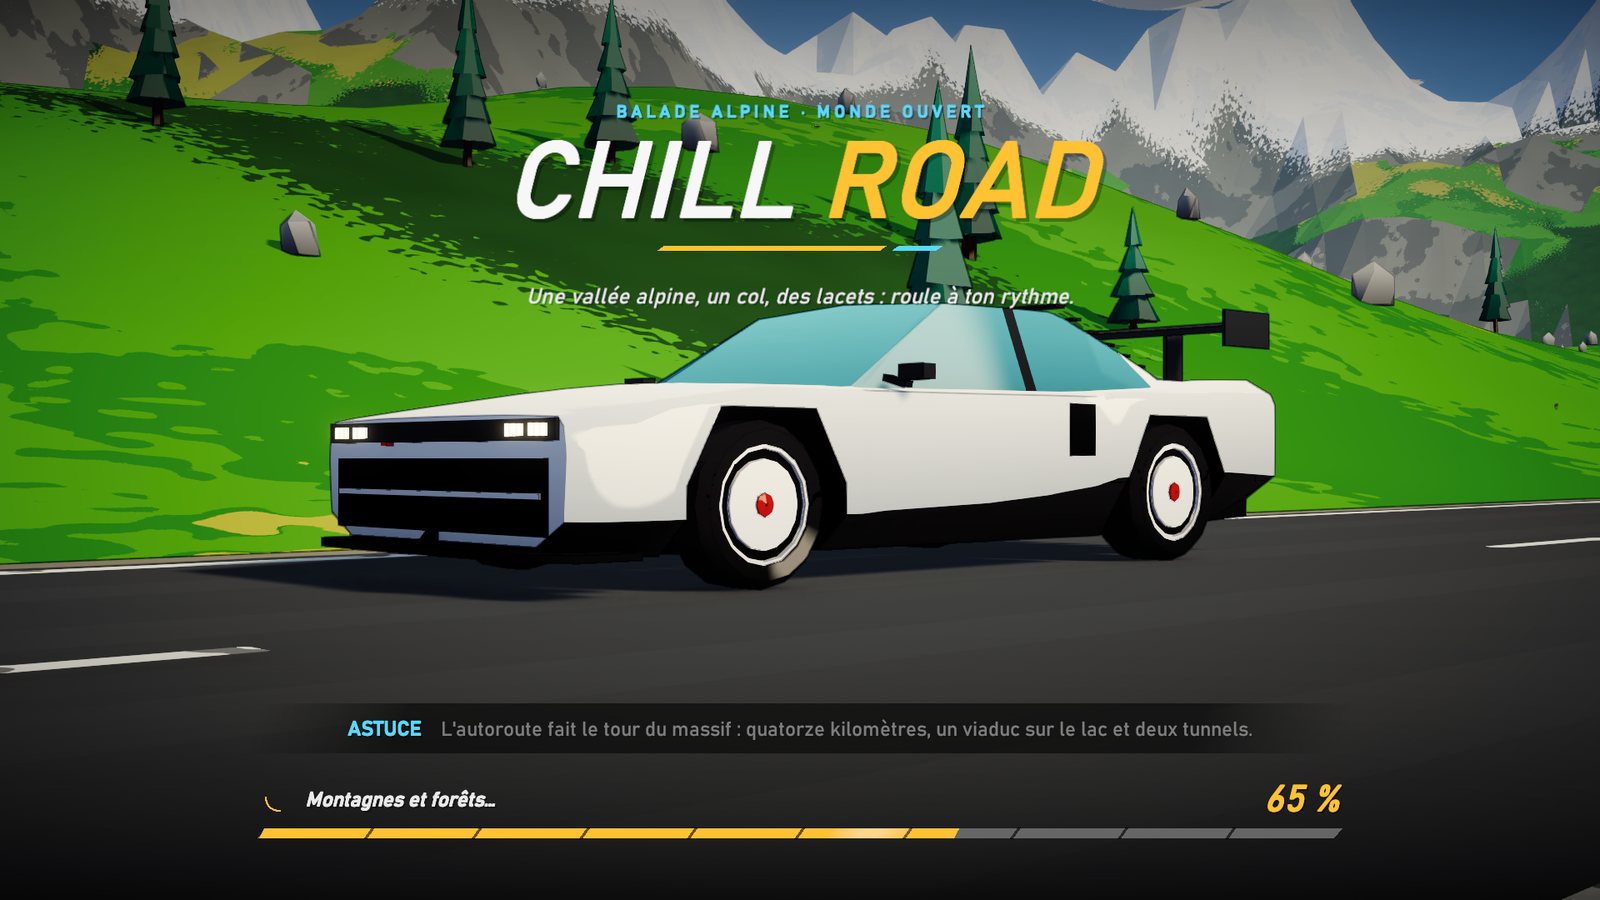 BALADE ALPINE · MONDE OUVERT
CHILL ROAD
Une vallée alpine, un col, des lacets : roule à ton rythme.
ASTUCE L'autoroute fait le tour du massif : quatorze kilomètres, un viaduc sur le lac et deux tunnels.
Montagnes et forêts... 65 %